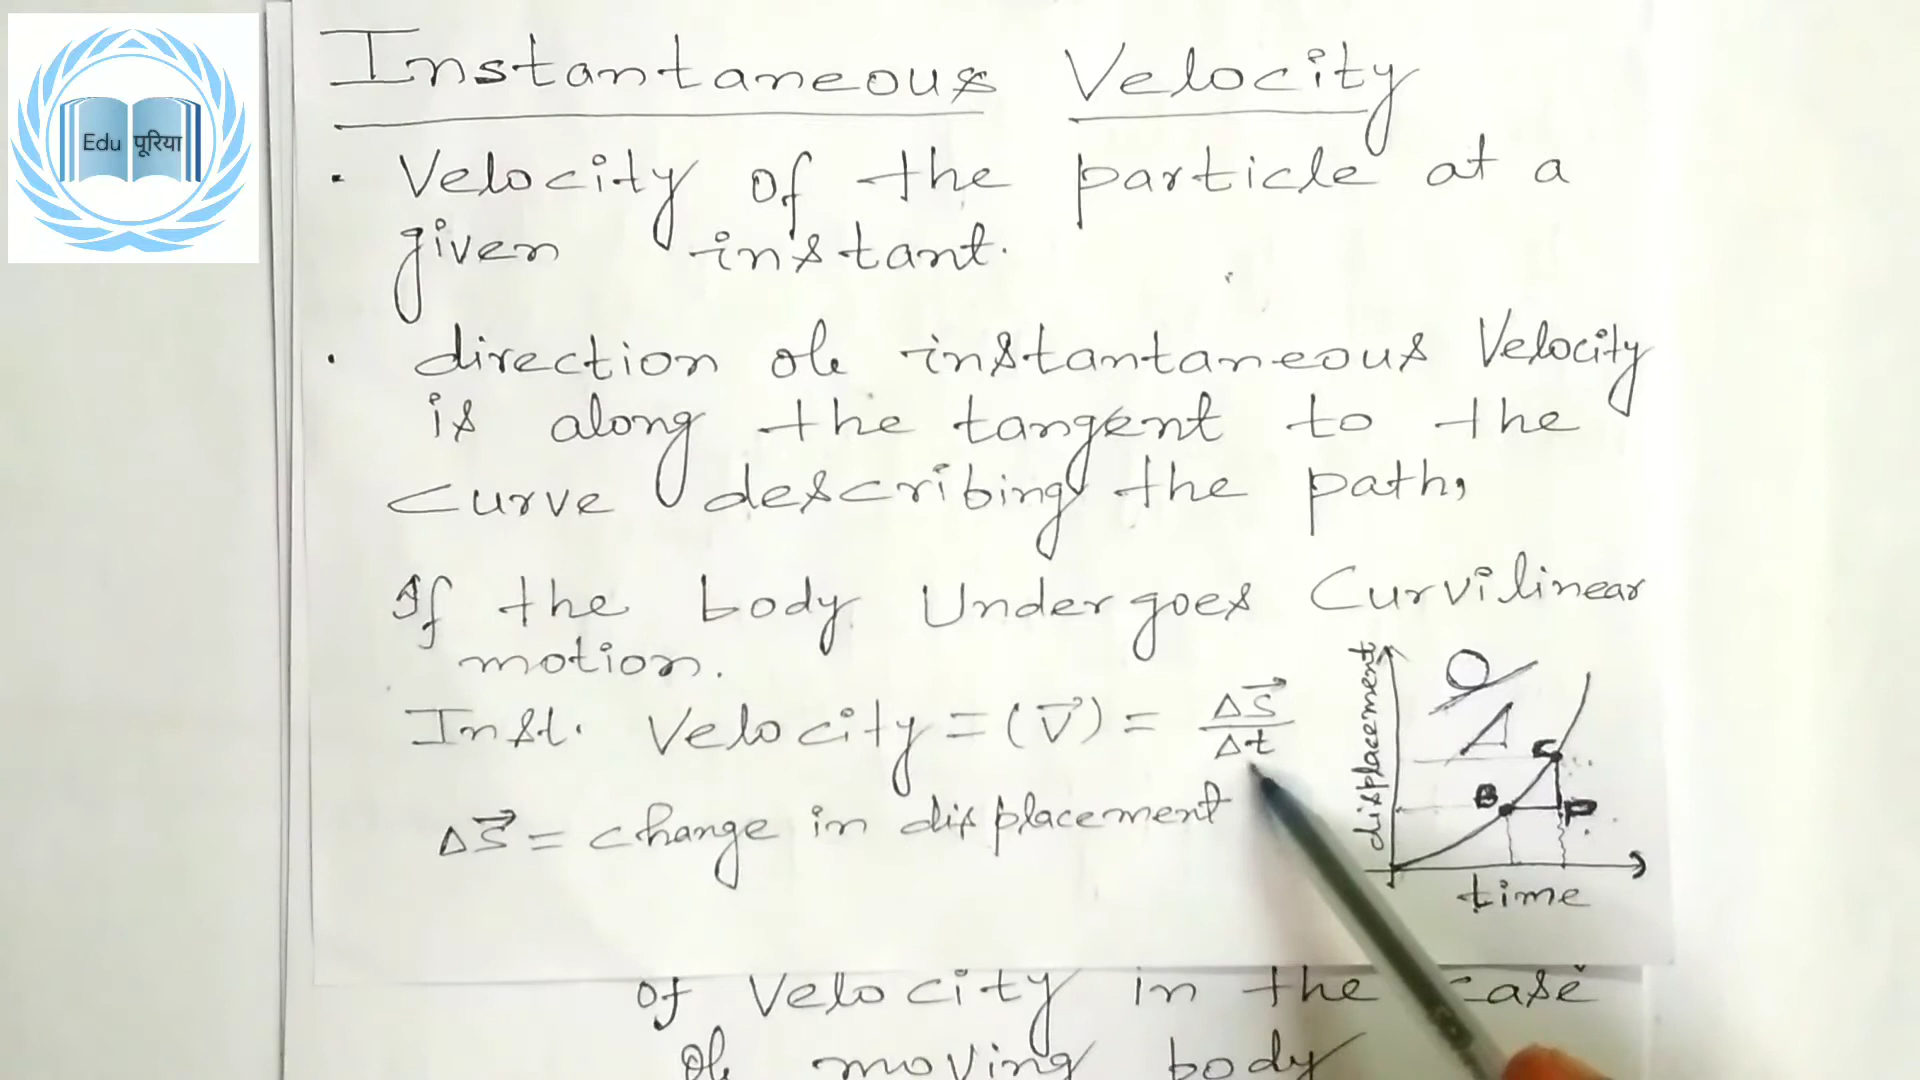 Edu पूरिया
Instantaneous Velocity
. Velocity of the particle at a
given instant.
. direction of instantaneous Velocity
is along the tangent to the
curve describing the path,
If the body Undergoes Curvilinear
motion.
Inst. Velocity = (V⃗) = ΔS⃗/Δt
ΔS⃗ = change in displacement
displacement
C
B P
time
of Velocity in the case
of moving body